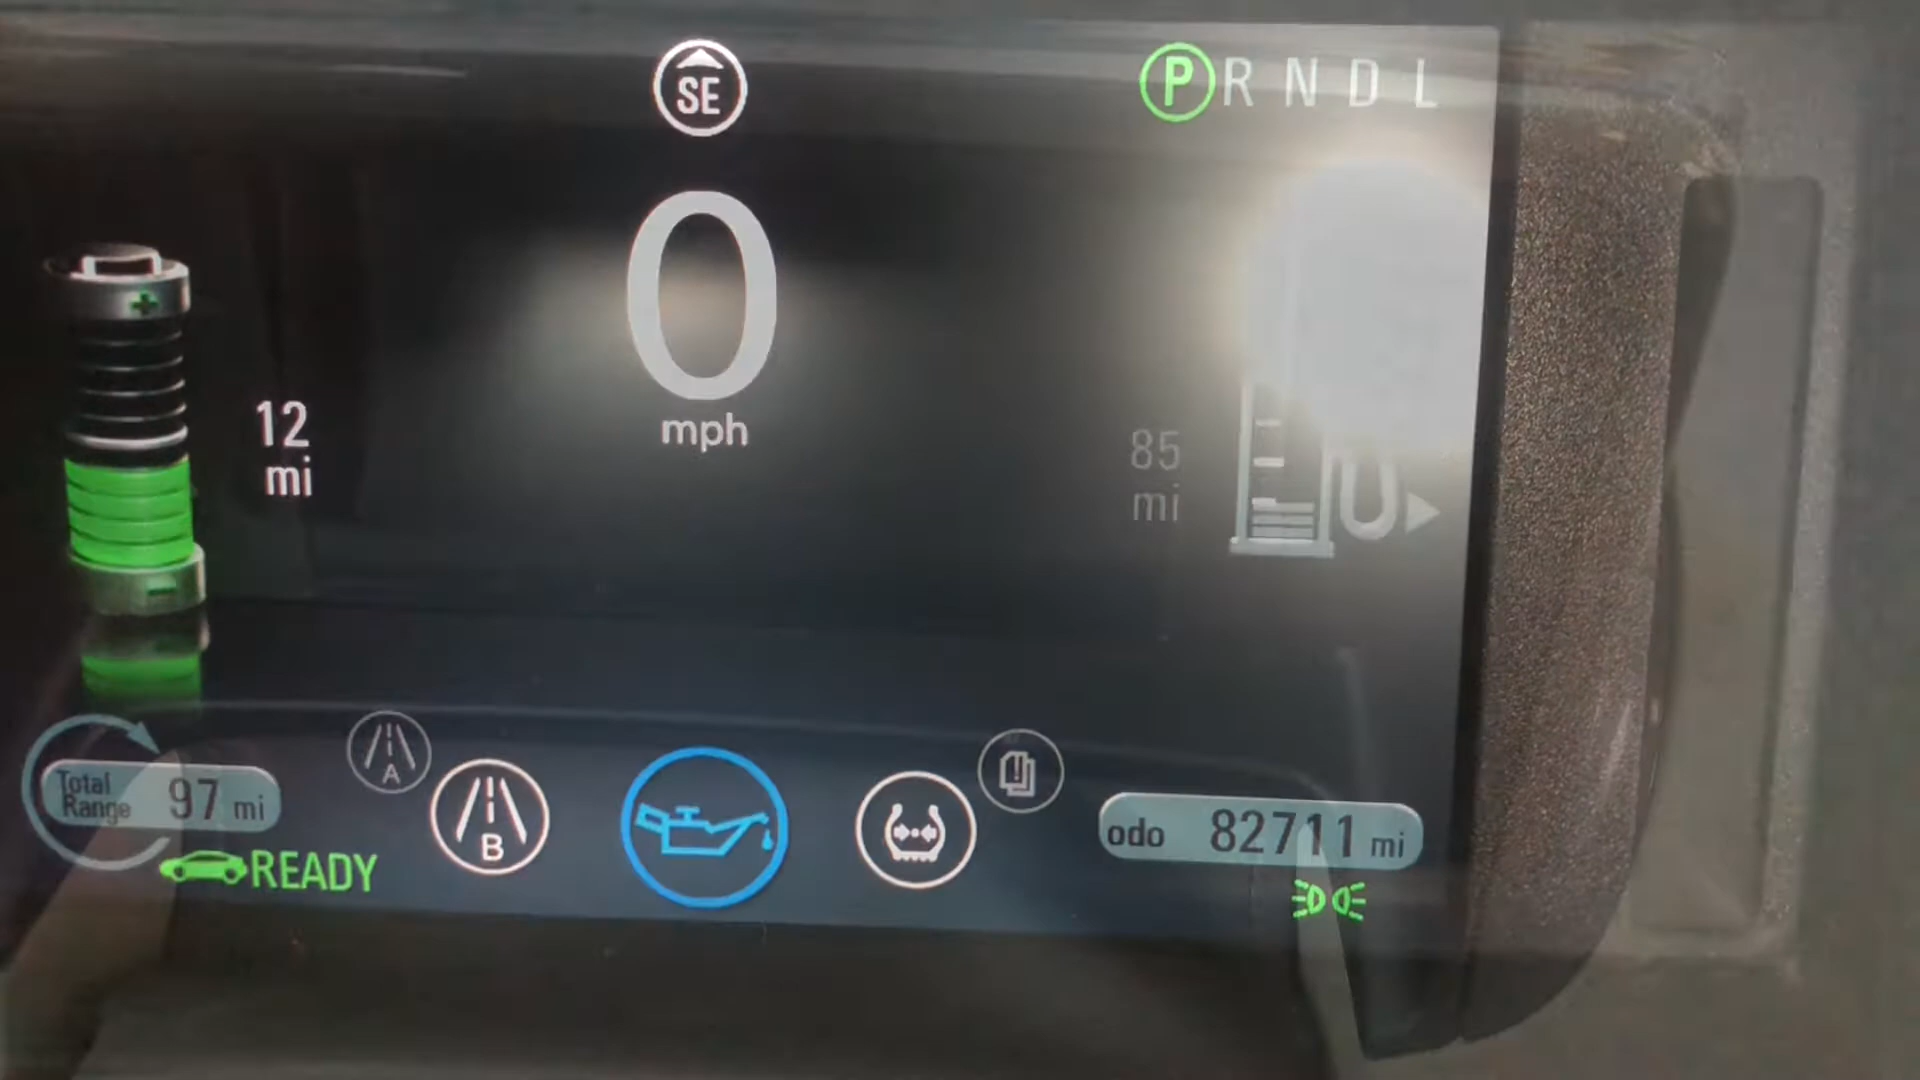 SE
P R N D L
0
mph
12
mi
85
mi
Total
Range 97 mi
READY
A
B
odo 82711 mi